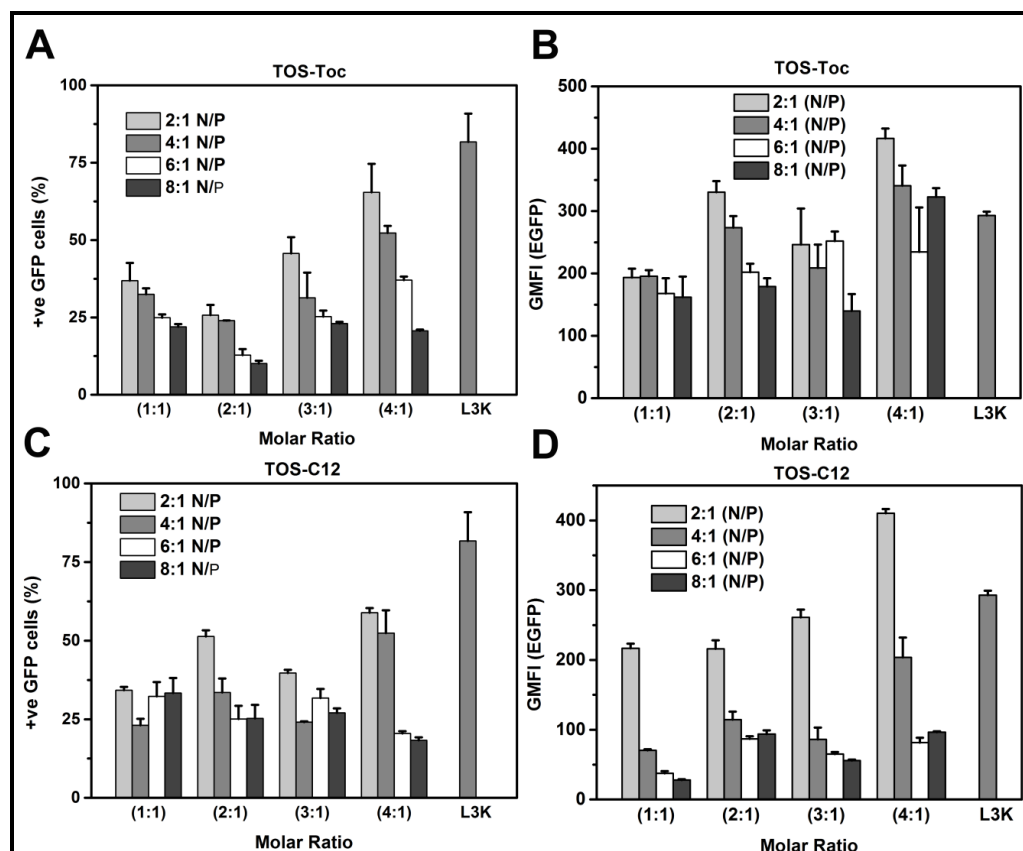 A
TOS-Toc
100
75
50
25
0
+ve GFP cells (%)
2:1 N/P
4:1 N/P
6:1 N/P
8:1 N/P
(1:1) (2:1) (3:1) (4:1) L3K
Molar Ratio
B
TOS-Toc
500
400
300
200
100
0
GMFI (EGFP)
2:1 (N/P)
4:1 (N/P)
6:1 (N/P)
8:1 (N/P)
(1:1) (2:1) (3:1) (4:1) L3K
Molar Ratio
C
TOS-C12
100
75
50
25
0
+ve GFP cells (%)
2:1 N/P
4:1 N/P
6:1 N/P
8:1 N/P
(1:1) (2:1) (3:1) (4:1) L3K
Molar Ratio
D
TOS-C12
400
300
200
100
0
GMFI (EGFP)
2:1 (N/P)
4:1 (N/P)
6:1 (N/P)
8:1 (N/P)
(1:1) (2:1) (3:1) (4:1) L3K
Molar Ratio